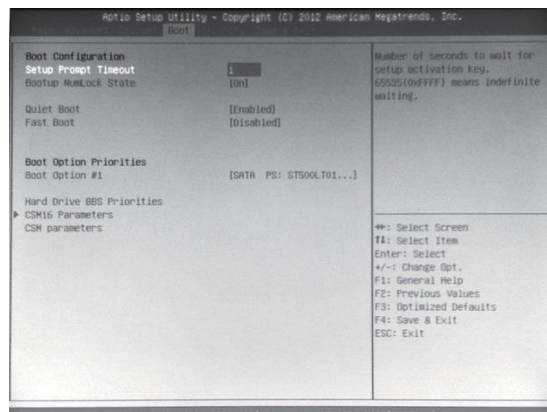 Aptio Setup Utility - Copyright (C) 2012 American Megatrends, Inc.
Boot
Boot Configuration
Setup Prompt Timeout 1
Bootup NumLock State [On]
Quiet Boot [Enabled]
Fast Boot [Disabled]
Boot Option Priorities
Boot Option #1 [SATA PS: ST500LT01...]
Hard Drive BBS Priorities
CSM16 Parameters
CSM parameters
Number of seconds to wait for
setup activation key.
65535(0xFFFF) means indefinite
waiting.
↔: Select Screen
↑↓: Select Item
Enter: Select
+/-: Change Opt.
F1: General Help
F2: Previous Values
F3: Optimized Defaults
F4: Save & Exit
ESC: Exit